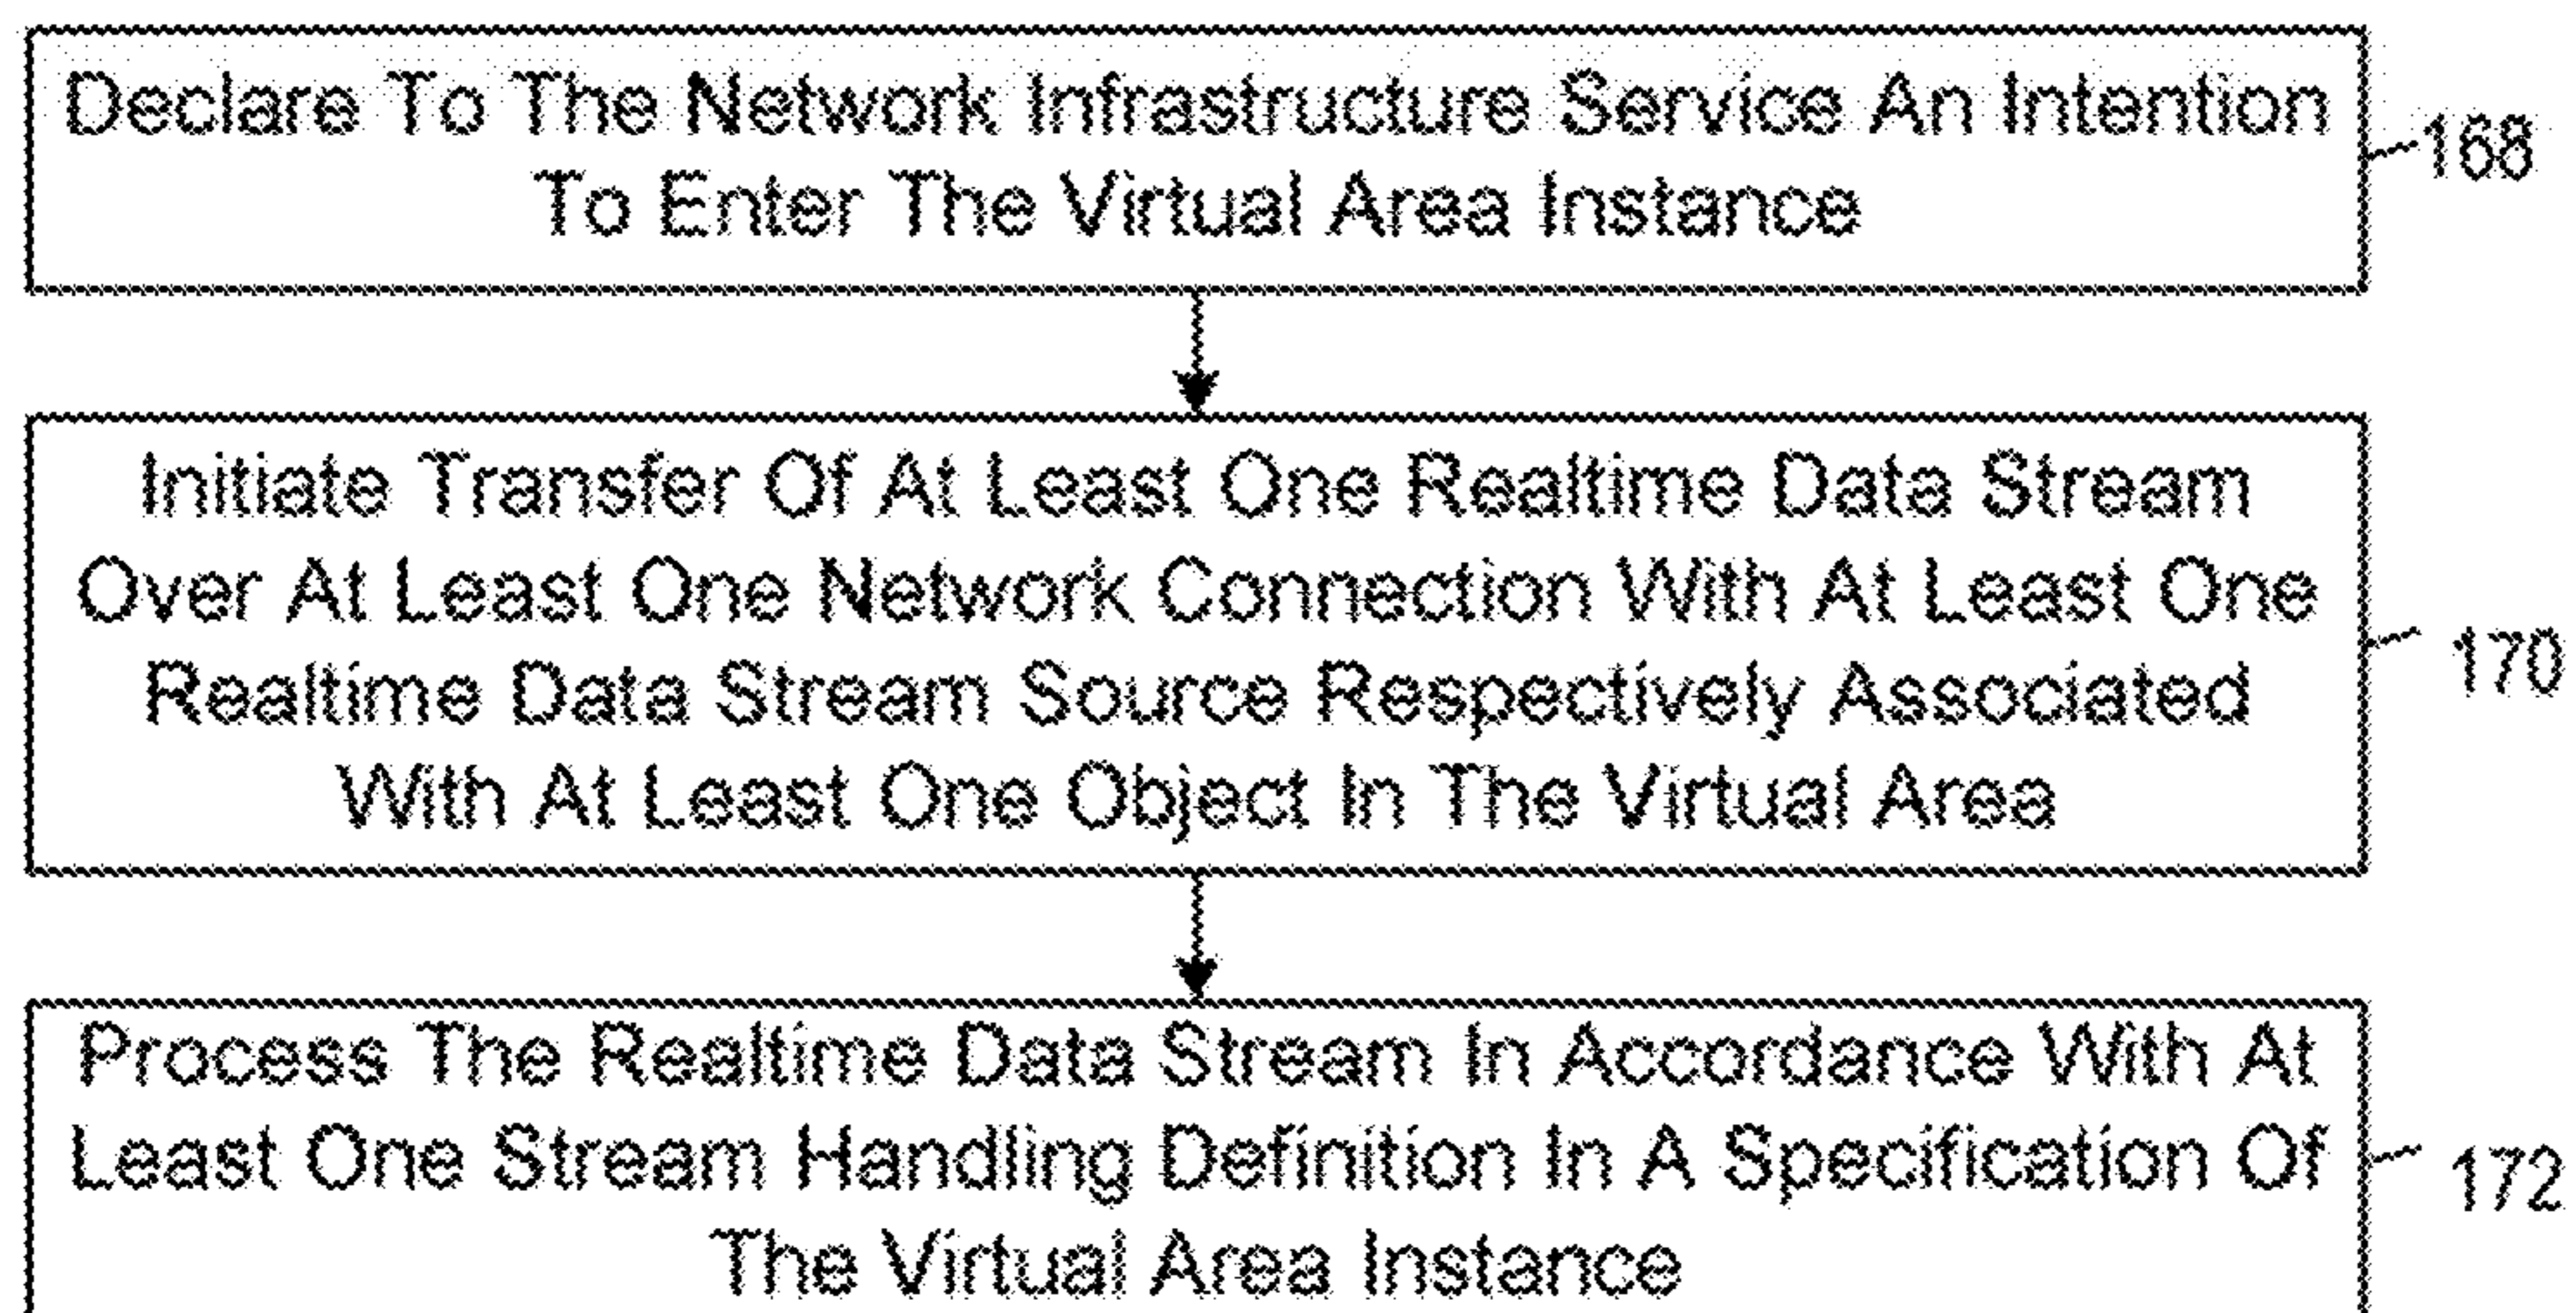 Declare To The Network Infrastructure Service An Intention
To Enter The Virtual Area Instance
168
Initiate Transfer Of At Least One Realtime Data Stream
Over At Least One Network Connection With At Least One
Realtime Data Stream Source Respectively Associated
With At Least One Object In The Virtual Area
170
Process The Realtime Data Stream In Accordance With At
Least One Stream Handling Definition In A Specification Of
The Virtual Area Instance
172